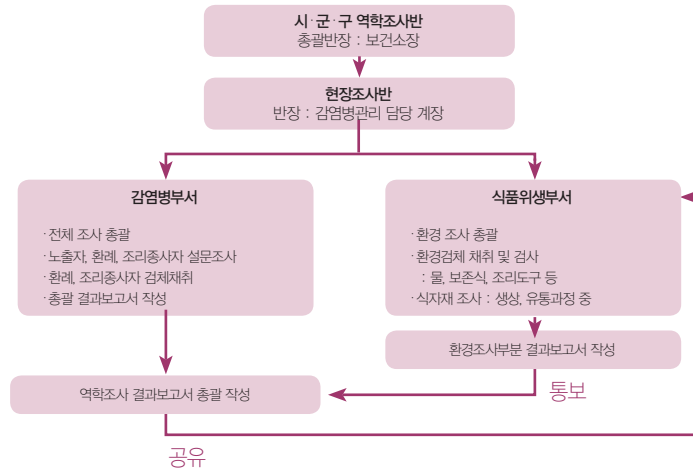 시·군·구 역학조사반
총괄반장 : 보건소장
현장조사반
반장 : 감염병관리 담당 계장
감염병부서
·전체 조사 총괄
·노출자, 환례, 조리종사자 설문조사
·환례, 조리종사자 검체채취
·총괄 결과보고서 작성
식품위생부서
·환경 조사 총괄
·환경검체 채취 및 검사
: 물, 보존식, 조리도구 등
·식자재 조사 : 생상, 유통과정 중
환경조사부분 결과보고서 작성
역학조사 결과보고서 총괄 작성
통보
공유